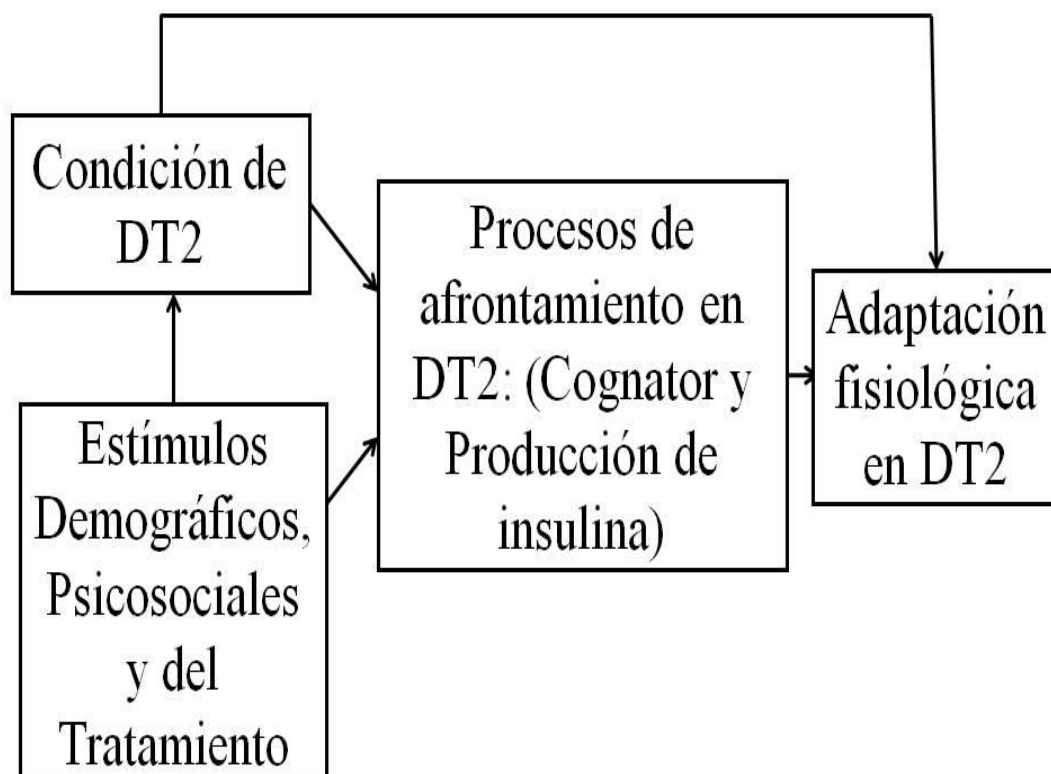 Condición de
DT2
Estímulos
Demográficos,
Psicosociales
y del
Tratamiento
Procesos de
afrontamiento en
DT2: (Cognator y
Producción de
insulina)
Adaptación
fisiológica
en DT2